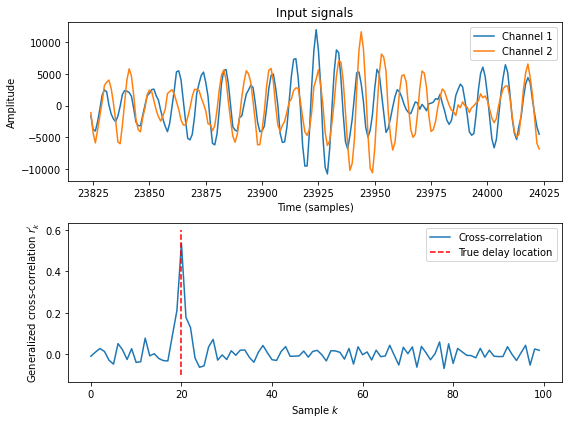 Input signals
Amplitude
10000
5000
0
−5000
−10000
Channel 1
Channel 2
23825 23850 23875 23900 23925 23950 23975 24000 24025
Time (samples)
Generalized cross-correlation r′k
0.6
0.4
0.2
0.0
Cross-correlation
True delay location
0 20 40 60 80 100
Sample k